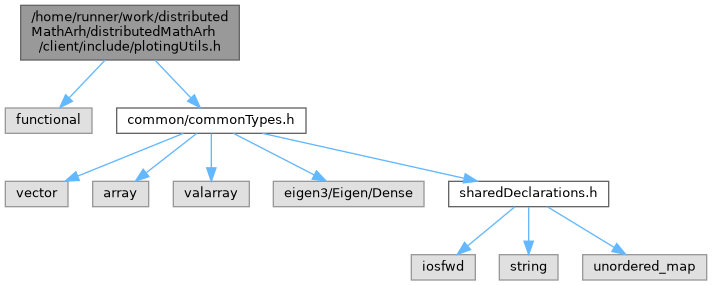 /home/runner/work/distributed
MathArh/distributedMathArh
/client/include/plotingUtils.h
functional
common/commonTypes.h
vector
array
valarray
eigen3/Eigen/Dense
sharedDeclarations.h
iosfwd
string
unordered_map